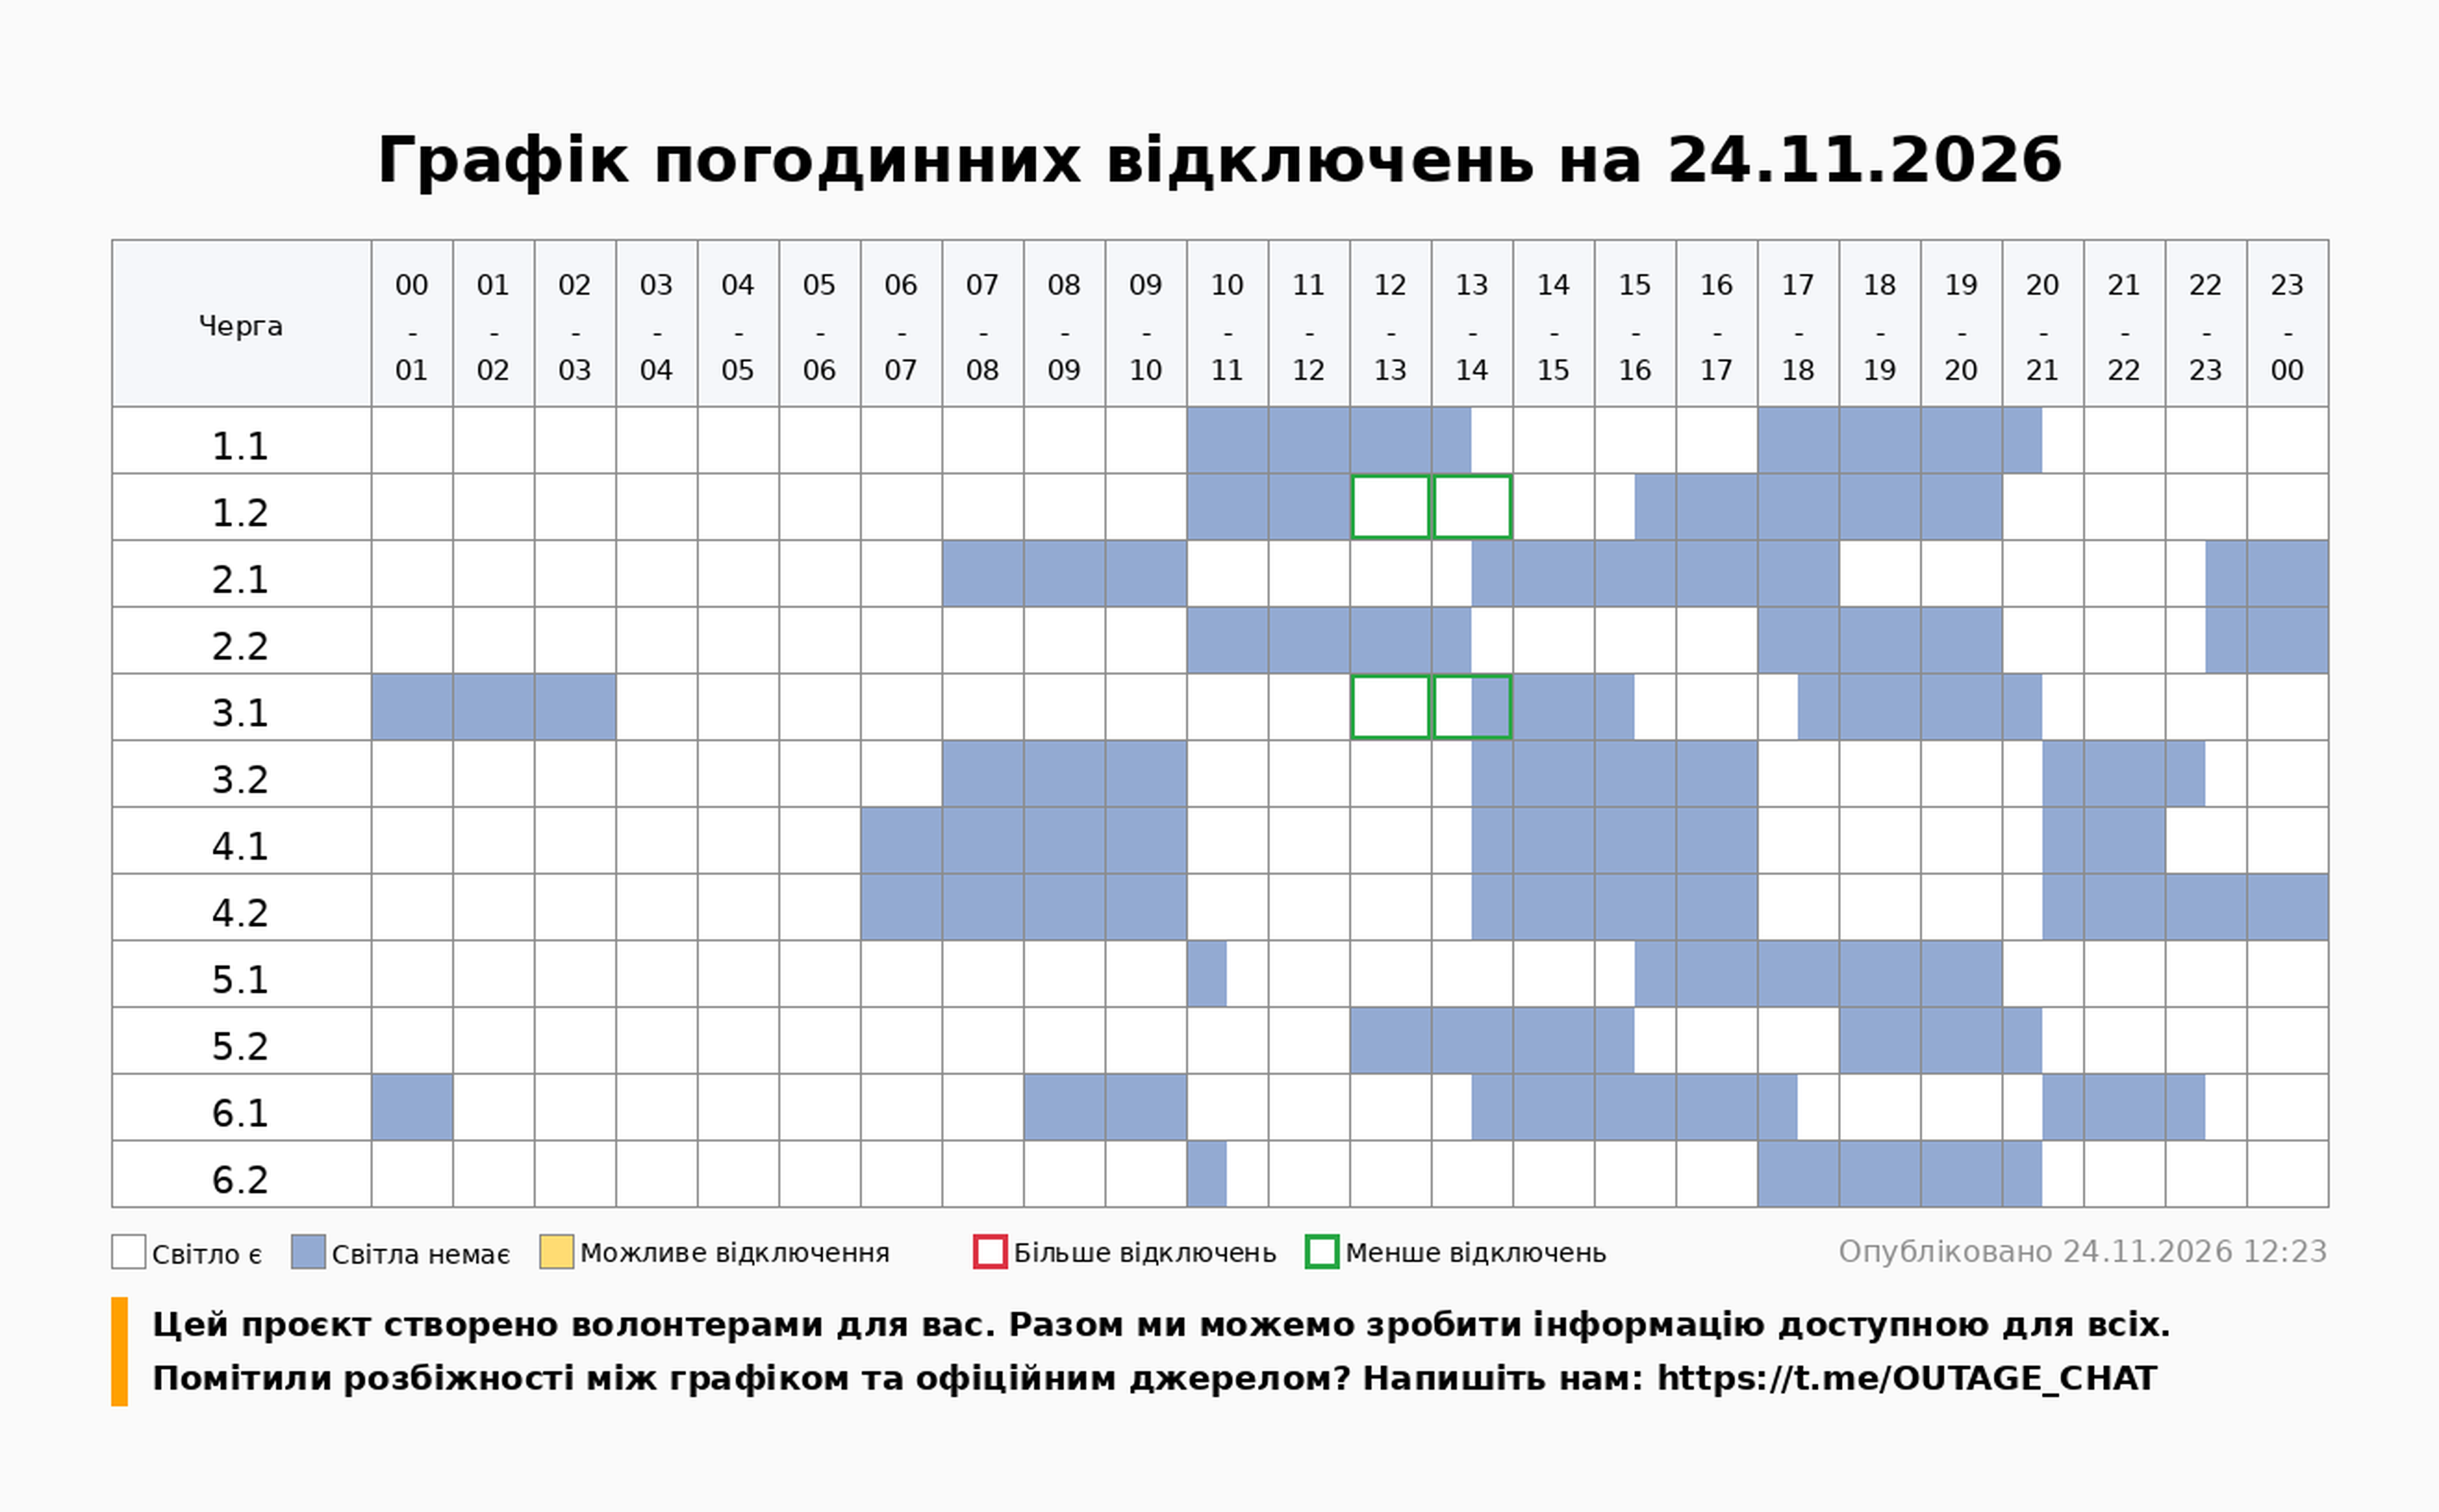 Графік погодинних відключень на 24.11.2026
Черга 00 - 01 01 - 02 02 - 03 03 - 04 04 - 05 05 - 06 06 - 07 07 - 08 08 - 09 09 - 10 10 - 11 11 - 12 12 - 13 13 - 14 14 - 15 15 - 16 16 - 17 17 - 18 18 - 19 19 - 20 20 - 21 21 - 22 22 - 23 23 - 00
1.1
1.2
2.1
2.2
3.1
3.2
4.1
4.2
5.1
5.2
6.1
6.2
Світло є Світла немає Можливе відключення Більше відключень Менше відключень Опубліковано 24.11.2026 12:23
Цей проєкт створено волонтерами для вас. Разом ми можемо зробити інформацію доступною для всіх.
Помітили розбіжності між графіком та офіційним джерелом? Напишіть нам: https://t.me/OUTAGE_CHAT